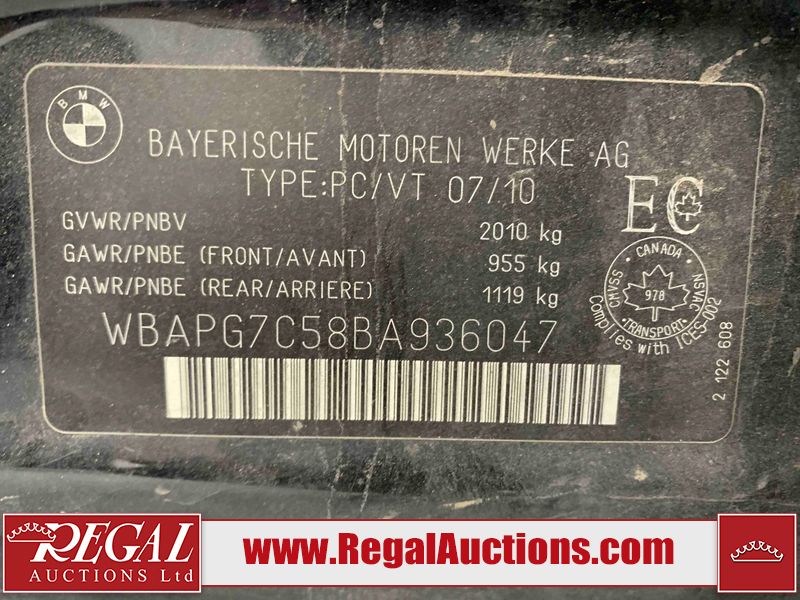 BMW
BAYERISCHE MOTOREN WERKE AG
TYPE:PC/VT 07/10
EC
GVWR/PNBV 2010 kg
GAWR/PNBE (FRONT/AVANT) 955 kg
GAWR/PNBE (REAR/ARRIERE) 1119 kg
CANADA
CMVSS 978 NSVAC
TRANSPORT
Complies with ICES-002
WBAPG7C58BA936047
2 122 608
REGAL
AUCTIONS Ltd
www.RegalAuctions.com